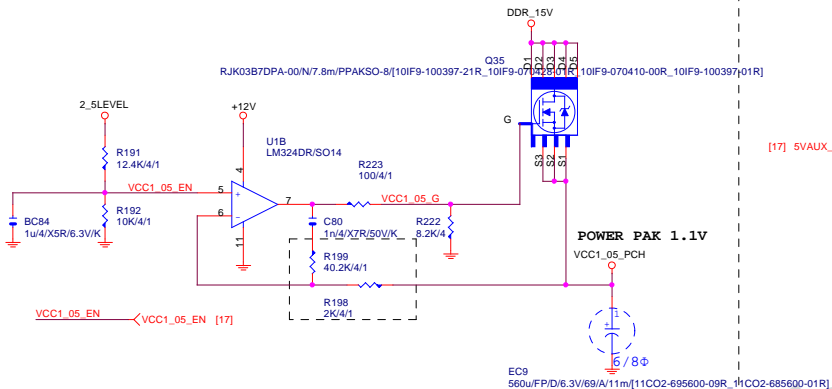 DDR_15V
D1 D2 D3 D4 D5
Q35
RJK03B7DPA-00/N/7.8m/PPAKSO-8/[10IF9-100397-21R_10IF9-070428-01R_10IF9-070410-00R_10IF9-100397-01R]
2_5LEVEL
+12V
G
U1B
LM324DR/SO14
[17] 5VAUX_
R191
12.4K/4/1
4
R223
100/4/1
S3 S2 S1
VCC1_05_EN
5
+
7
VCC1_05_G
6
-
BC84
1u/4/X5R/6.3V/K
R192
10K/4/1
11
C80
1n/4/X7R/50V/K
R222
8.2K/4
POWER PAK 1.1V
VCC1_05_PCH
R199
40.2K/4/1
R198
2K/4/1
VCC1_05_EN
VCC1_05_EN [17]
1
+
6/8Φ
EC9
560u/FP/D/6.3V/69/A/11m/[11CO2-695600-09R_11CO2-685600-01R]